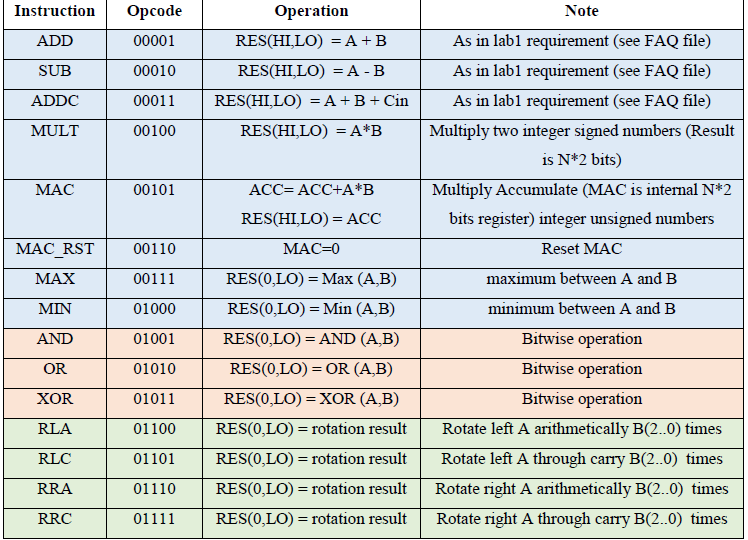 Instruction Opcode Operation Note
ADD 00001 RES(HI,LO) = A + B As in lab1 requirement (see FAQ file)
SUB 00010 RES(HI,LO) = A - B As in lab1 requirement (see FAQ file)
ADDC 00011 RES(HI,LO) = A + B + Cin As in lab1 requirement (see FAQ file)
MULT 00100 RES(HI,LO) = A*B Multiply two integer signed numbers (Result
is N*2 bits)
MAC 00101 ACC= ACC+A*B Multiply Accumulate (MAC is internal N*2
RES(HI,LO) = ACC bits register) integer unsigned numbers
MAC_RST 00110 MAC=0 Reset MAC
MAX 00111 RES(0,LO) = Max (A,B) maximum between A and B
MIN 01000 RES(0,LO) = Min (A,B) minimum between A and B
AND 01001 RES(0,LO) = AND (A,B) Bitwise operation
OR 01010 RES(0,LO) = OR (A,B) Bitwise operation
XOR 01011 RES(0,LO) = XOR (A,B) Bitwise operation
RLA 01100 RES(0,LO) = rotation result Rotate left A arithmetically B(2..0) times
RLC 01101 RES(0,LO) = rotation result Rotate left A through carry B(2..0) times
RRA 01110 RES(0,LO) = rotation result Rotate right A arithmetically B(2..0) times
RRC 01111 RES(0,LO) = rotation result Rotate right A through carry B(2..0) times